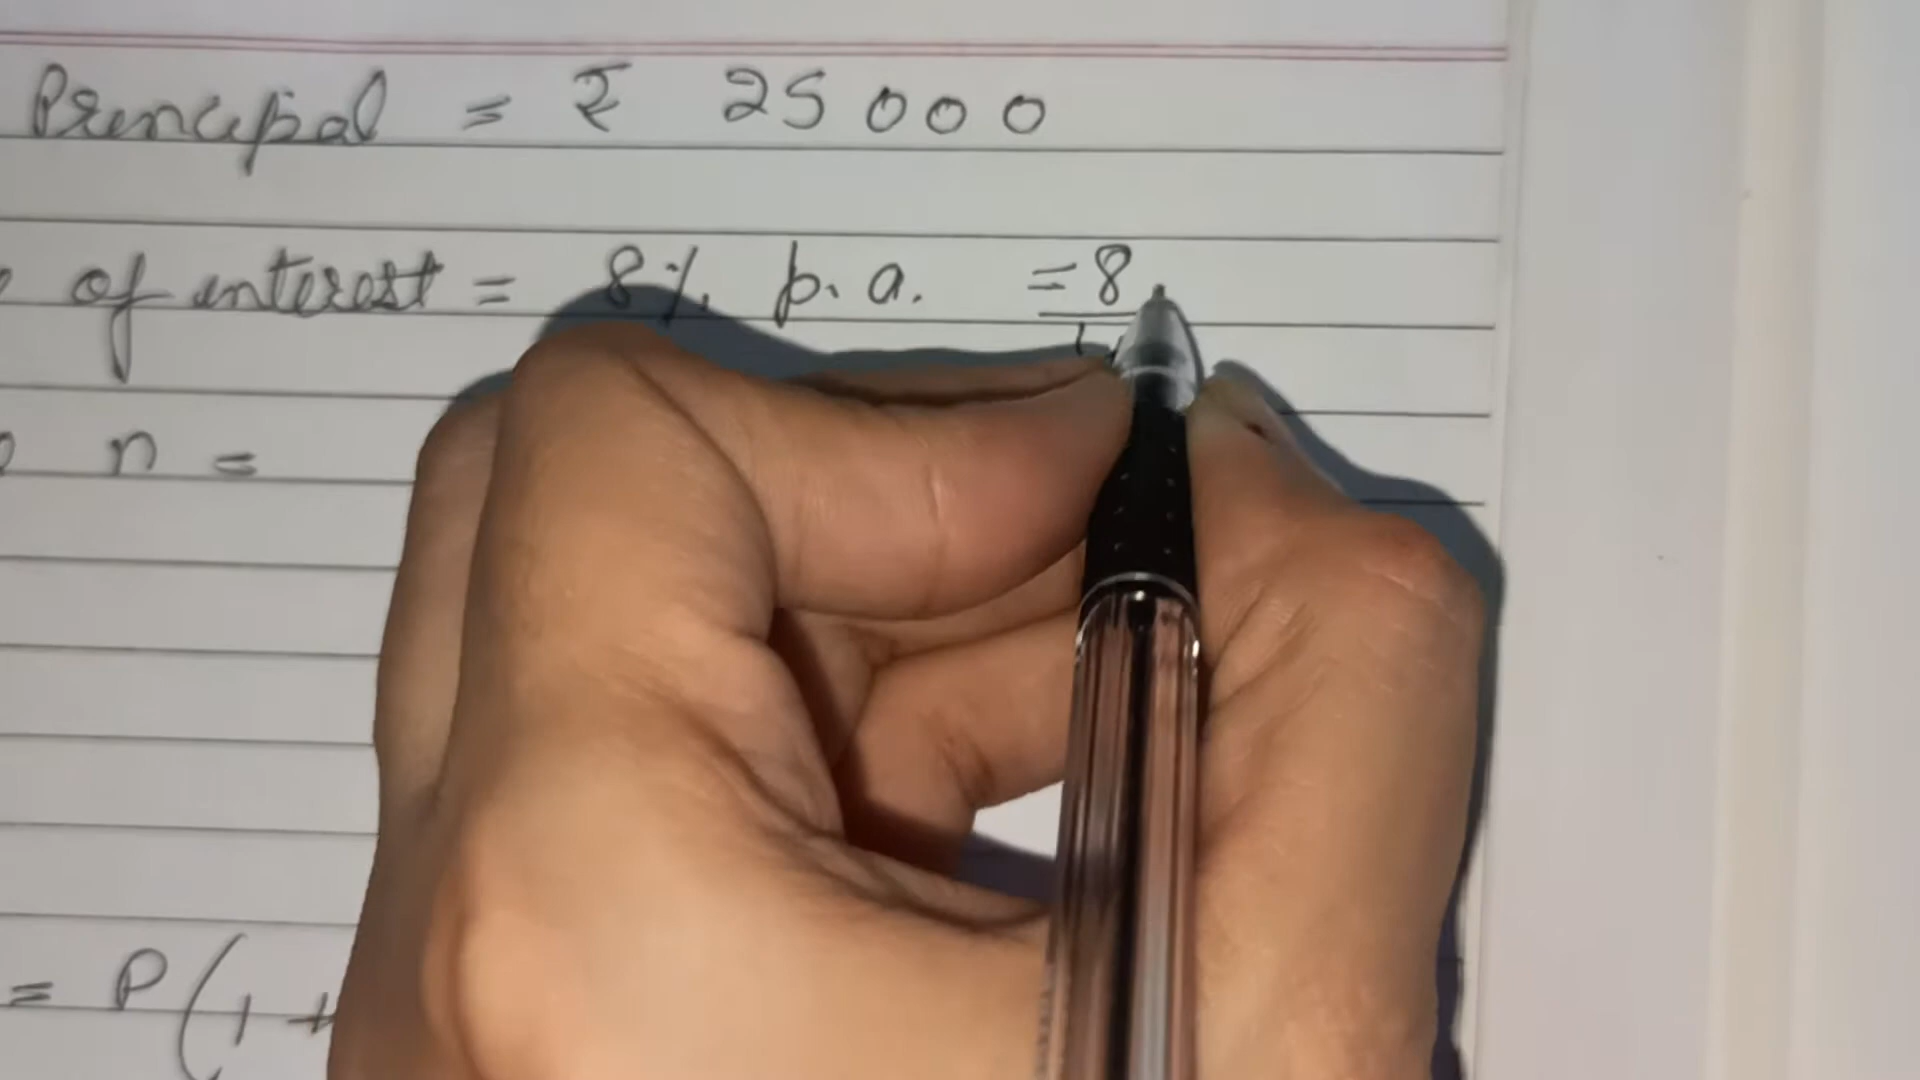 Principal = ₹ 25000
of interest = 8% p.a. = 8
n =
= P(1+